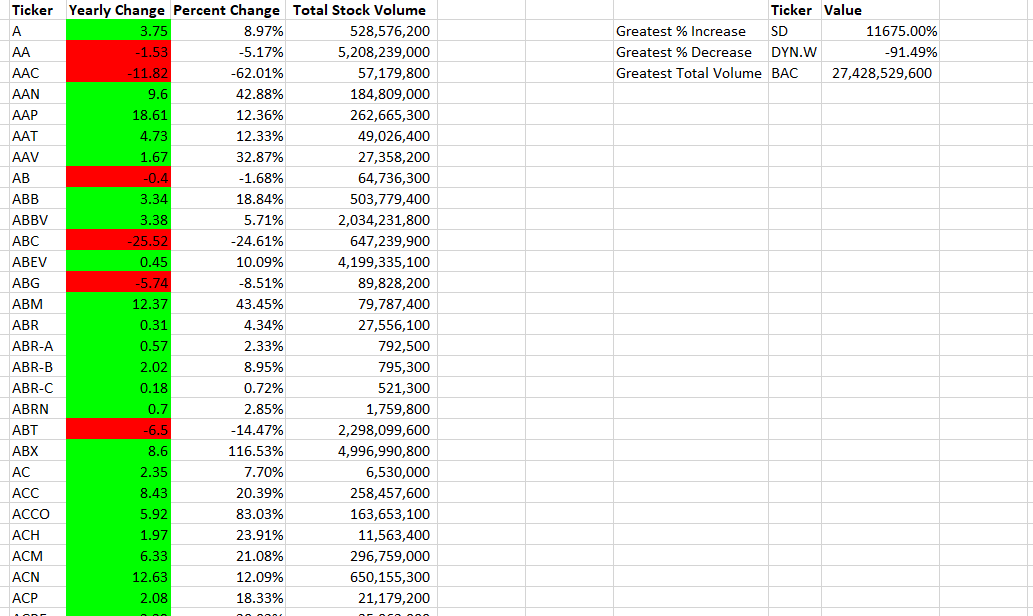 Ticker Yearly Change Percent Change Total Stock Volume Ticker Value
A 3.75 8.97% 528,576,200 Greatest % Increase SD 11675.00%
AA -1.53 -5.17% 5,208,239,000 Greatest % Decrease DYN.W -91.49%
AAC -11.82 -62.01% 57,179,800 Greatest Total Volume BAC 27,428,529,600
AAN 9.6 42.88% 184,809,000
AAP 18.61 12.36% 262,665,300
AAT 4.73 12.33% 49,026,400
AAV 1.67 32.87% 27,358,200
AB -0.4 -1.68% 64,736,300
ABB 3.34 18.84% 503,779,400
ABBV 3.38 5.71% 2,034,231,800
ABC -25.52 -24.61% 647,239,900
ABEV 0.45 10.09% 4,199,335,100
ABG -5.74 -8.51% 89,828,200
ABM 12.37 43.45% 79,787,400
ABR 0.31 4.34% 27,556,100
ABR-A 0.57 2.33% 792,500
ABR-B 2.02 8.95% 795,300
ABR-C 0.18 0.72% 521,300
ABRN 0.7 2.85% 1,759,800
ABT -6.5 -14.47% 2,298,099,600
ABX 8.6 116.53% 4,996,990,800
AC 2.35 7.70% 6,530,000
ACC 8.43 20.39% 258,457,600
ACCO 5.92 83.03% 163,653,100
ACH 1.97 23.91% 11,563,400
ACM 6.33 21.08% 296,759,000
ACN 12.63 12.09% 650,155,300
ACP 2.08 18.33% 21,179,200